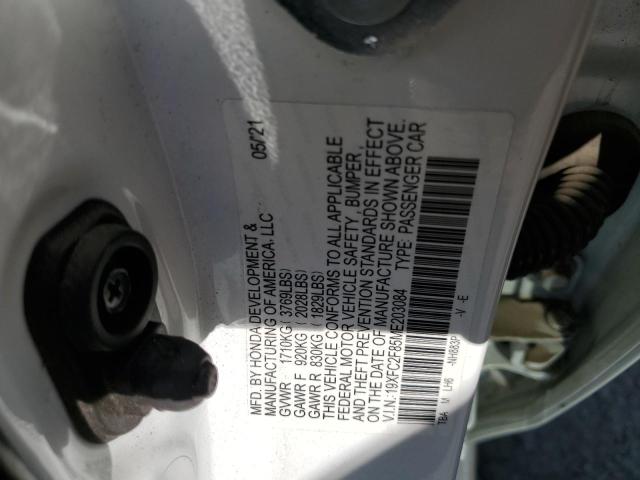 MFD. BY HONDA DEVELOPMENT & 05/21
MANUFACTURING OF AMERICA, LLC
GVWR 1710KG( 3769LBS)
GAWR F 920KG ( 2028LBS)
GAWR R 830KG ( 1829LBS)
THIS VEHICLE CONFORMS TO ALL APPLICABLE
FEDERAL MOTOR VEHICLE SAFETY, BUMPER,
AND THEFT PREVENTION STANDARDS IN EFFECT
ON THE DATE OF MANUFACTURE SHOWN ABOVE.
V.I.N.:19XFC2F85ME203084 TYPE: PASSENGER CAR
TBA M LH6 -NH883P -V -E